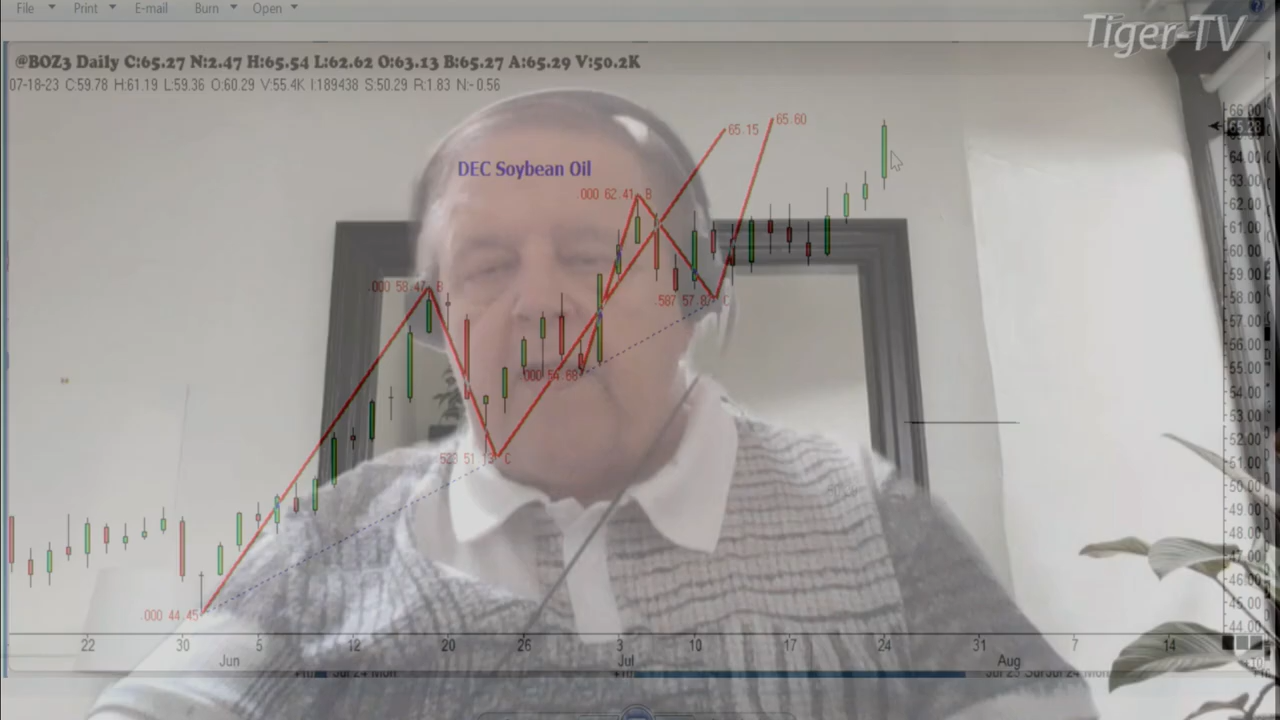 File Print E-mail Burn Open
Tiger-TV
@BOZ3 Daily C:65.27 N:2.47 H:65.54 L:62.62 O:63.13 B:65.27 A:65.29 V:50.2K
07-18-23 C:59.78 H:61.19 L:59.36 O:60.29 V:55.4K I:189438 S:50.29 R:1.83 N:-0.56
DEC Soybean Oil
65.15
65.60
.000 62.41 B
.000 58.47 B
.587 57.87 C
.000 54.68
C
.000 44.45
66.00
65.28
64.00
63.00
62.00
61.00
60.00
59.00
58.00
57.00
56.00
55.00
54.00
53.00
52.00
51.00
50.00
49.00
48.00
47.00
46.00
45.00
44.00
22 30 5 12 20 26 3 10 17 24 31 7 14
Jun Jul Aug
Jul 24 Mon